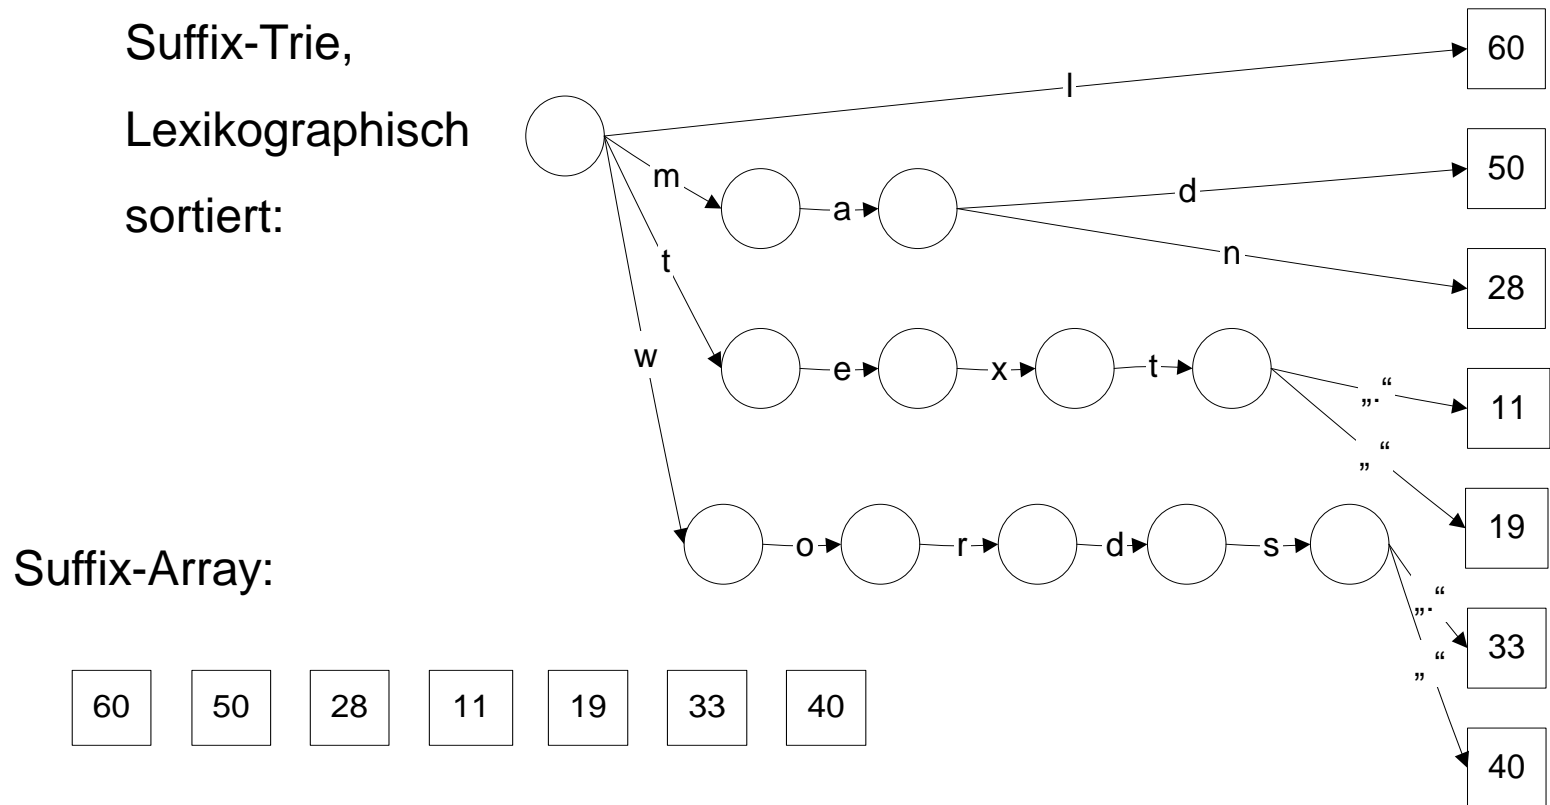 Suffix-Trie,
Lexikographisch
sortiert:
l
60
m
a
d
50
n
28
t
e
x
t
„.“
11
„ “
19
w
o
r
d
s
„.“
33
„ “
40
Suffix-Array:
60 50 28 11 19 33 40